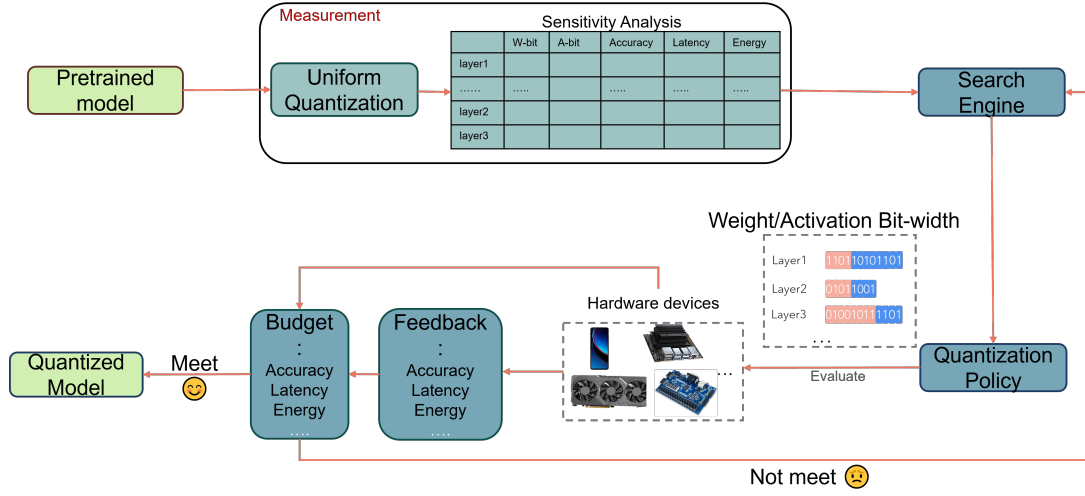 Measurement
Sensitivity Analysis
W-bit A-bit Accuracy Latency Energy
layer1
...... ..... ..... ..... .....
layer2
layer3
Pretrained
model
Uniform
Quantization
Search
Engine
Weight/Activation Bit-width
Layer1 110110101101
Layer2 01011001
Layer3 010010111101
...
Hardware devices
...
Budget
:
Accuracy
Latency
Energy
....
Feedback
:
Accuracy
Latency
Energy
....
Quantized
Model
Meet
Evaluate
Quantization
Policy
Not meet